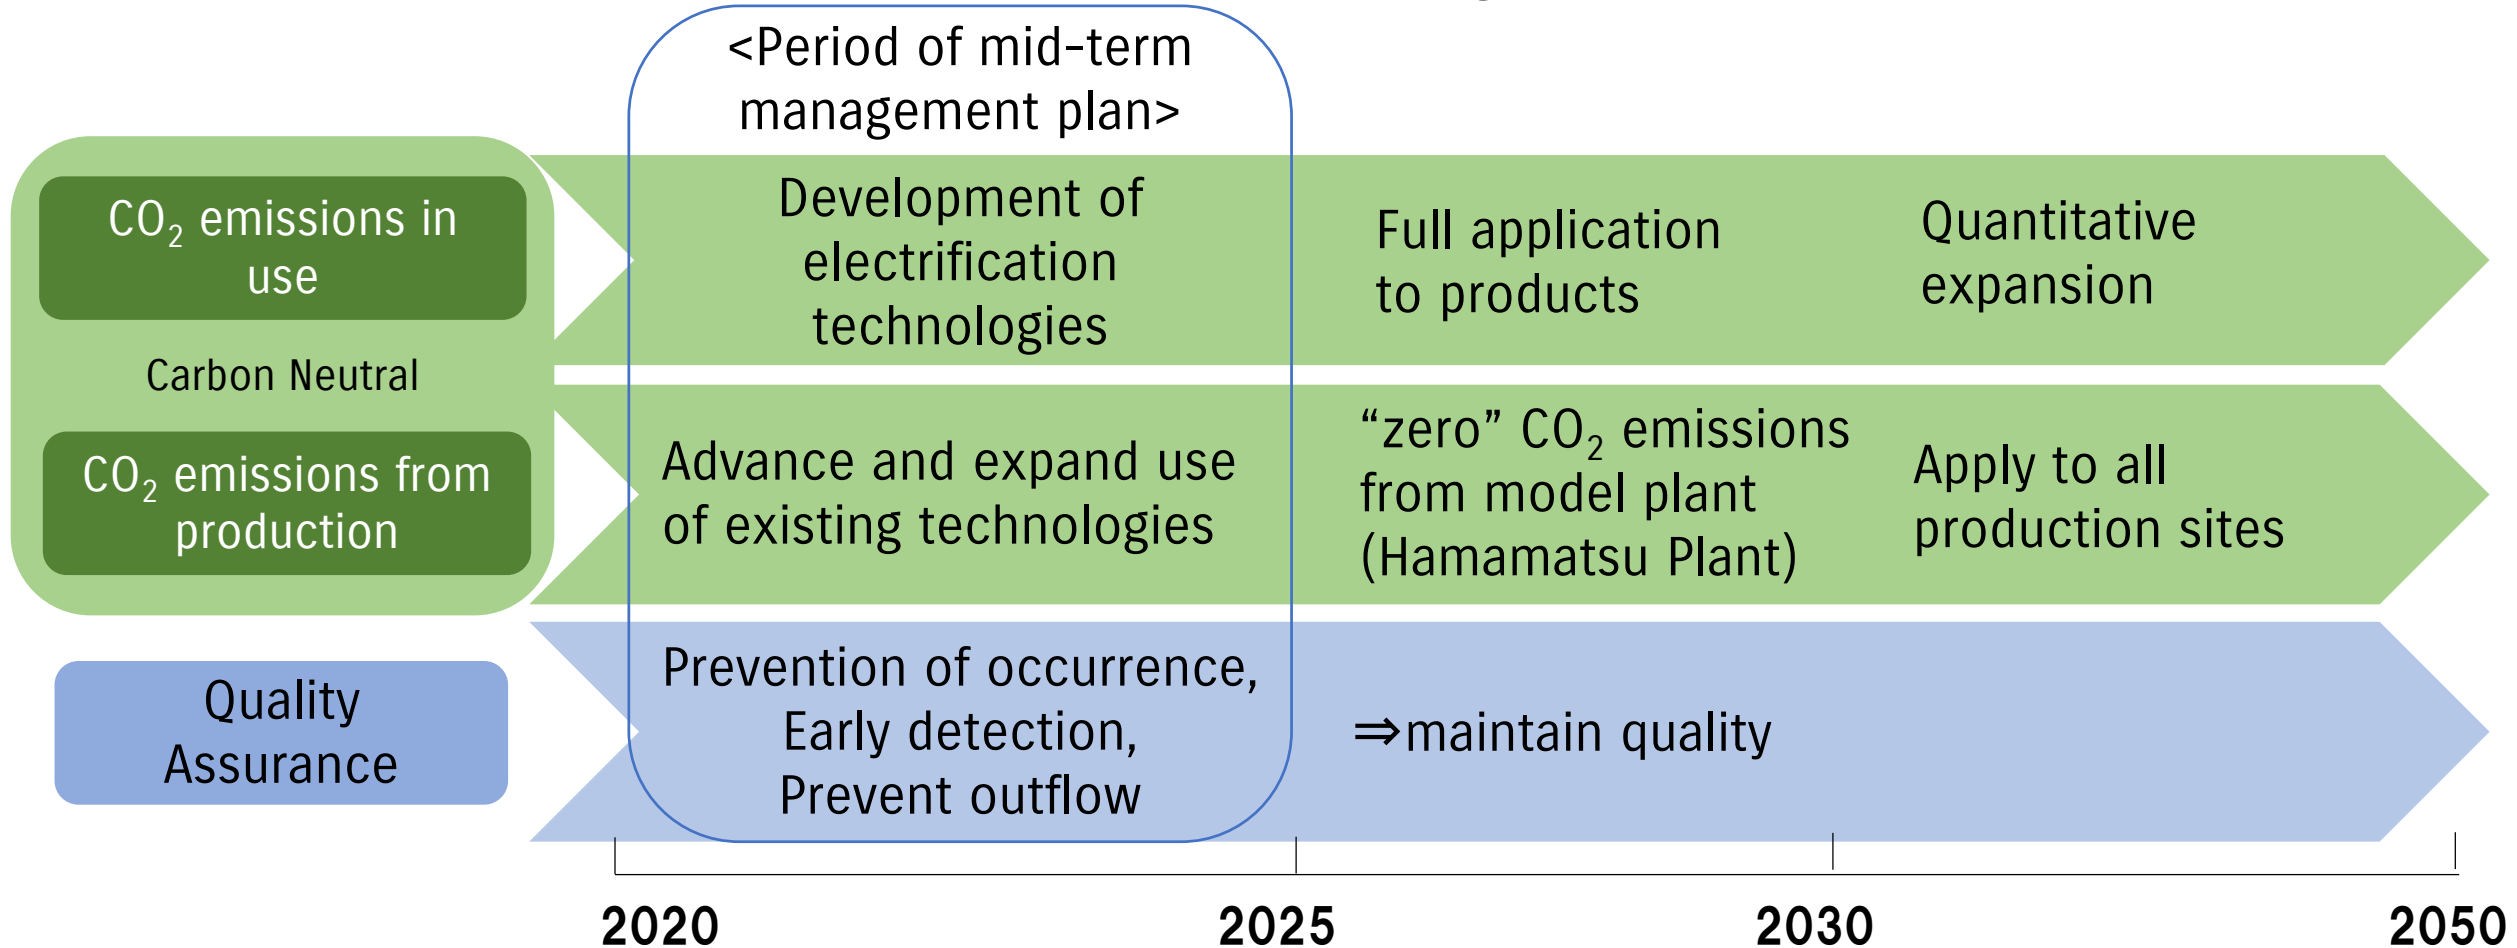 <Period of mid-term
management plan>
CO₂ emissions in
use
Carbon Neutral
CO₂ emissions from
production
Development of
electrification
technologies
Full application
to products
Quantitative
expansion
Advance and expand use
of existing technologies
“zero” CO₂ emissions
from model plant
(Hamamatsu Plant)
Apply to all
production sites
Quality
Assurance
Prevention of occurrence,
Early detection,
Prevent outflow
⇒maintain quality
2020
2025
2030
2050